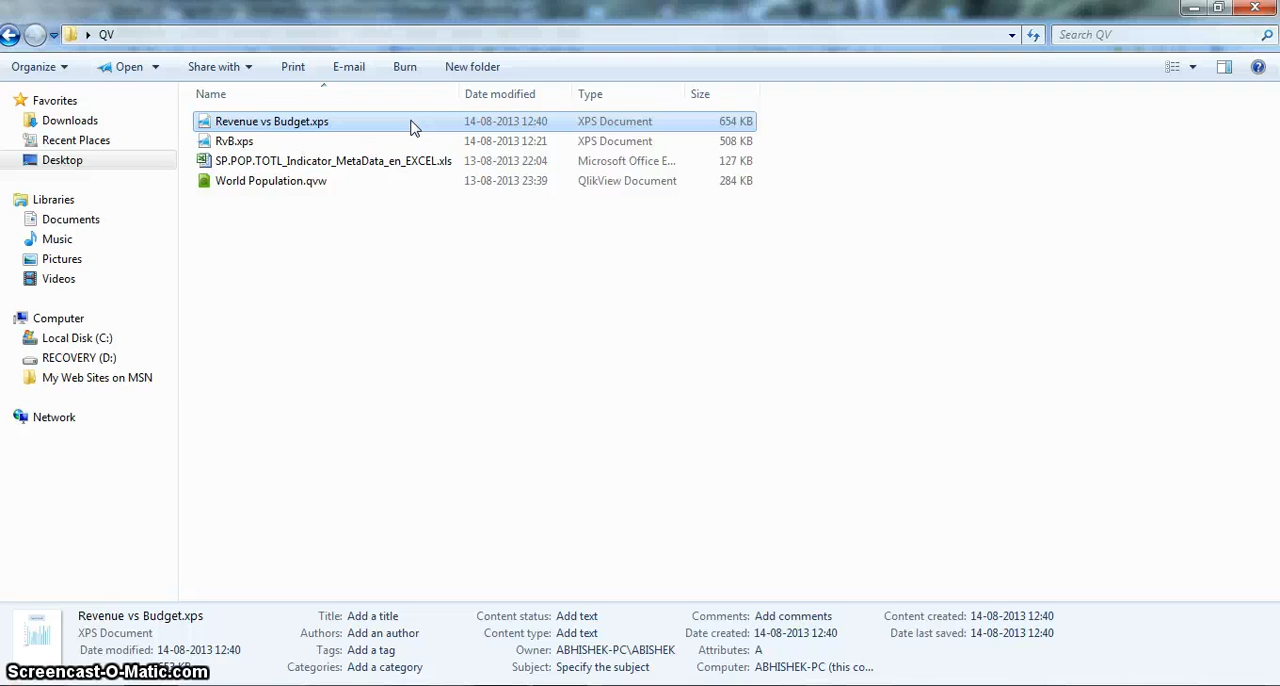 QV
Search QV
Organize Open Share with Print E-mail Burn New folder
Name Date modified Type Size
Favorites
Downloads
Recent Places
Desktop
Libraries
Documents
Music
Pictures
Videos
Computer
Local Disk (C:)
RECOVERY (D:)
My Web Sites on MSN
Network
Revenue vs Budget.xps 14-08-2013 12:40 XPS Document 654 KB
RvB.xps 14-08-2013 12:21 XPS Document 508 KB
SP.POP.TOTL_Indicator_MetaData_en_EXCEL.xls 13-08-2013 22:04 Microsoft Office E... 127 KB
World Population.qvw 13-08-2013 23:39 QlikView Document 284 KB
Revenue vs Budget.xps Title: Add a title Content status: Add text Comments: Add comments Content created: 14-08-2013 12:40
XPS Document Authors: Add an author Content type: Add text Date created: 14-08-2013 12:40 Date last saved: 14-08-2013 12:40
Date modified: 14-08-2013 12:40 Tags: Add a tag Owner: ABHISHEK-PC\ABISHEK Attributes: A
Categories: Add a category Subject: Specify the subject Computer: ABHISHEK-PC (this co...
Screencast-O-Matic.com